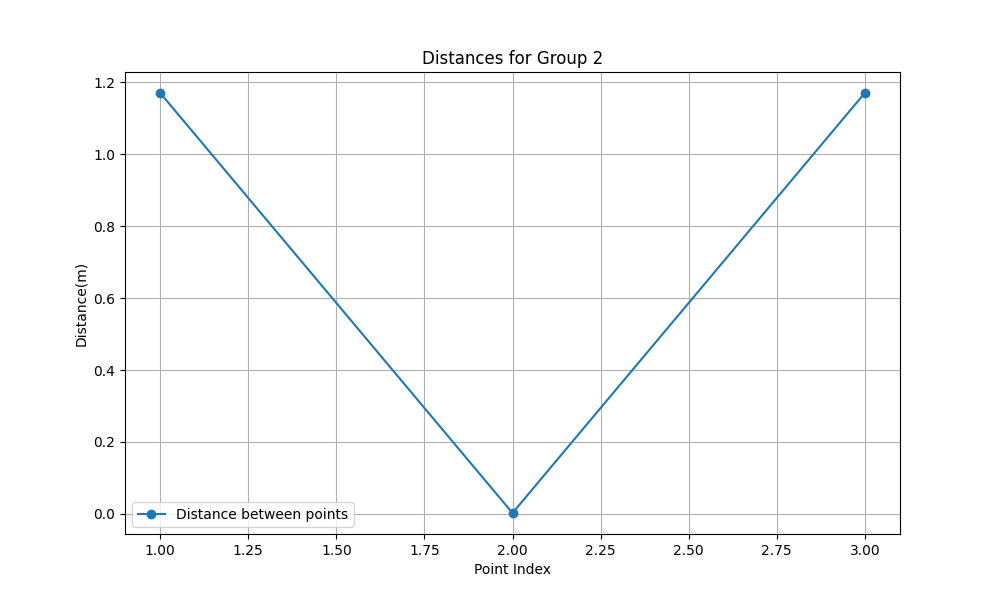 Distances for Group 2
1.2
1.0
0.8
0.6
0.4
0.2
0.0
Distance(m)
Distance between points
1.00 1.25 1.50 1.75 2.00 2.25 2.50 2.75 3.00
Point Index